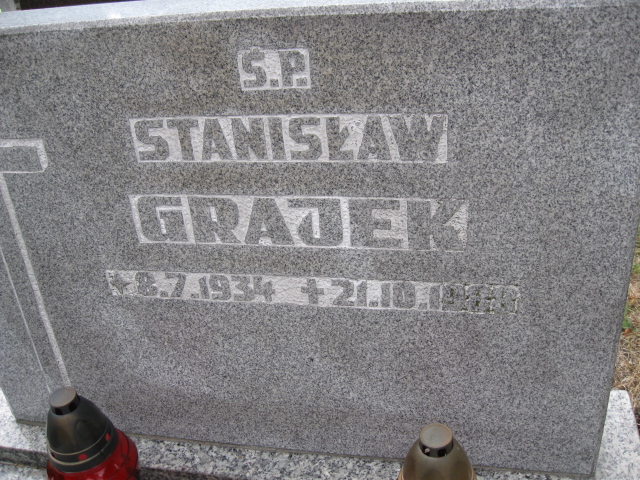 Ś.P.
STANISŁAW
GRAJEK
* 8.7.1934 + 21.10.